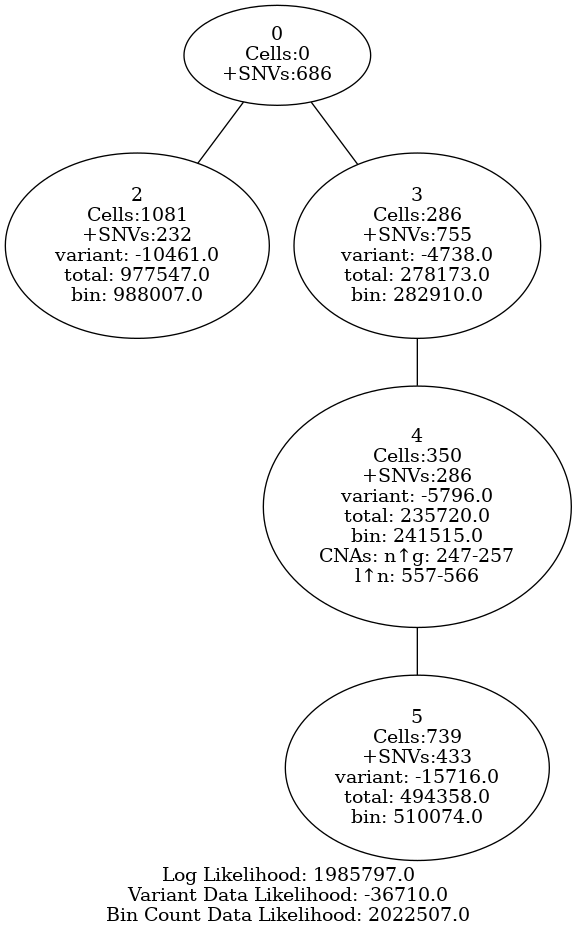 0
Cells:0
+SNVs:686
2
Cells:1081
+SNVs:232
variant: -10461.0
total: 977547.0
bin: 988007.0
3
Cells:286
+SNVs:755
variant: -4738.0
total: 278173.0
bin: 282910.0
4
Cells:350
+SNVs:286
variant: -5796.0
total: 235720.0
bin: 241515.0
CNAs: n↑g: 247-257
l↑n: 557-566
5
Cells:739
+SNVs:433
variant: -15716.0
total: 494358.0
bin: 510074.0
Log Likelihood: 1985797.0
Variant Data Likelihood: -36710.0
Bin Count Data Likelihood: 2022507.0